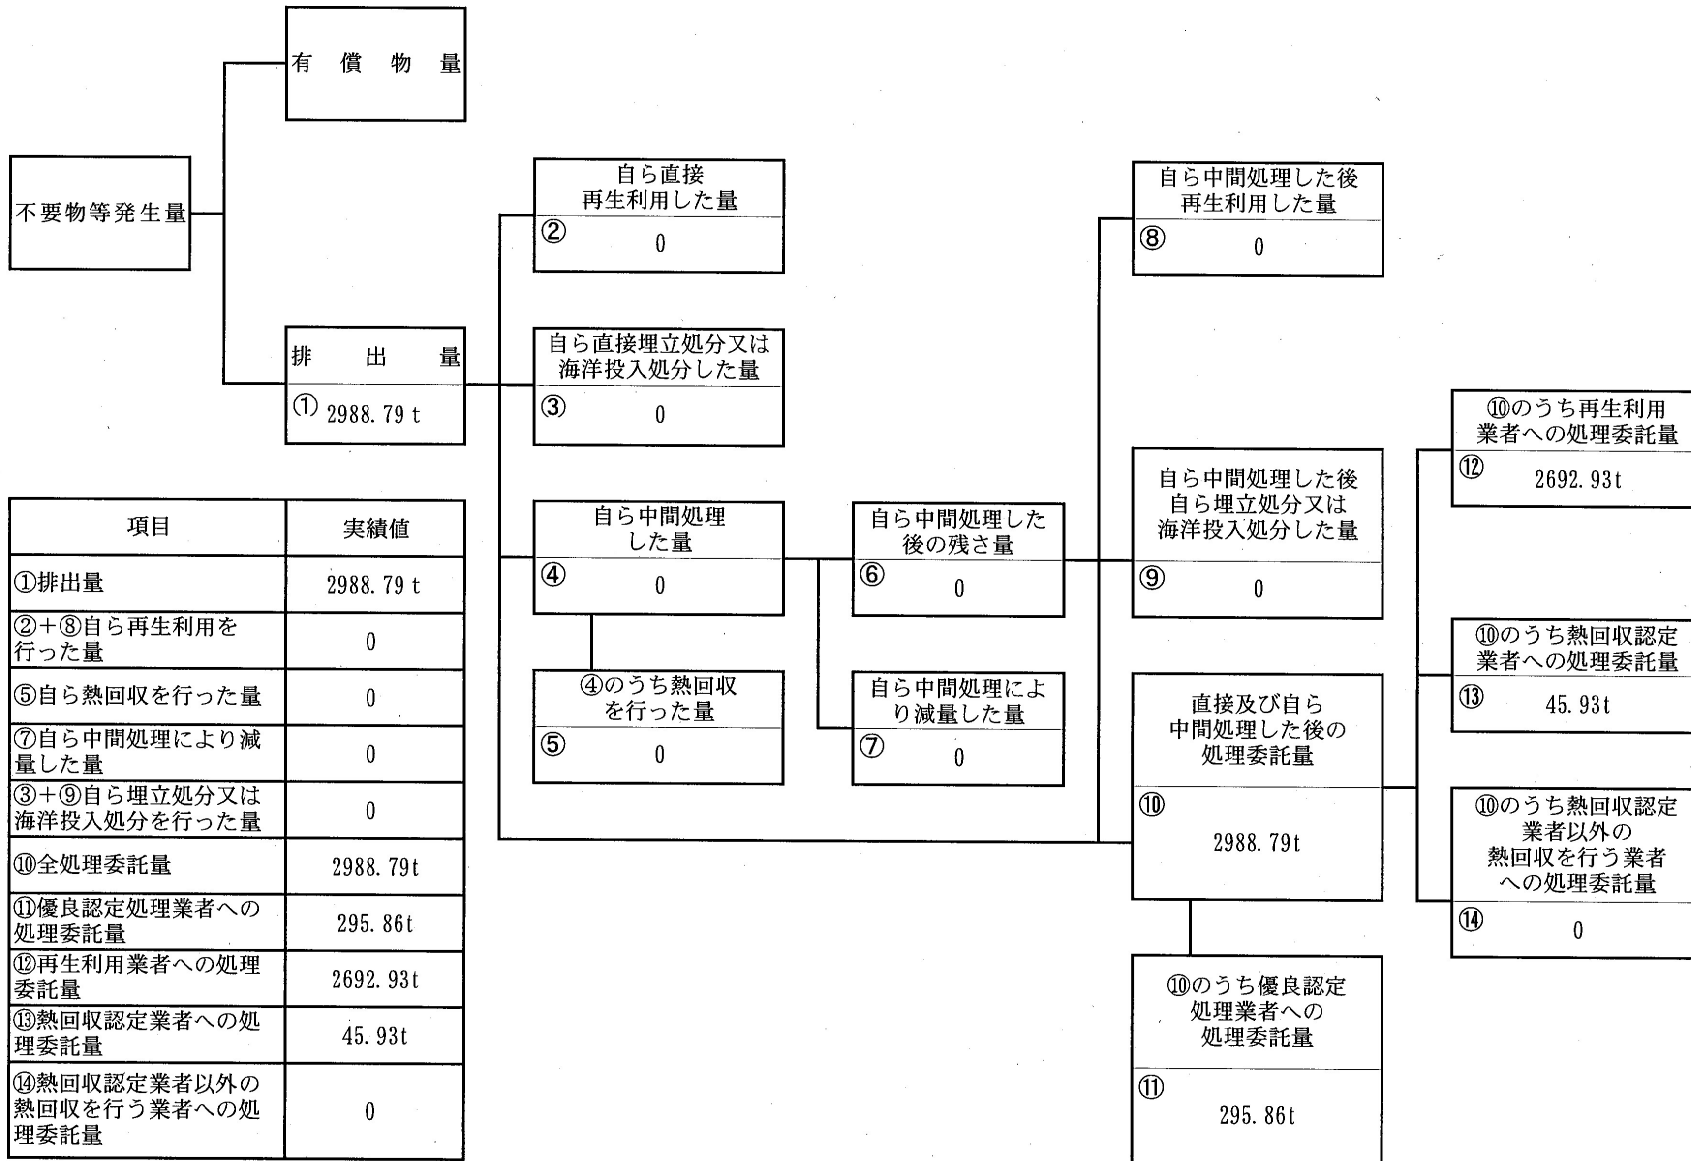 有償物量
不要物等発生量
排出量
① 2988.79 t
自ら直接
再生利用した量
② 0
自ら直接埋立処分又は
海洋投入処分した量
③ 0
自ら中間処理
した量
④ 0
④のうち熱回収
を行った量
⑤ 0
自ら中間処理した
後の残さ量
⑥ 0
自ら中間処理によ
り減量した量
⑦ 0
自ら中間処理した後
再生利用した量
⑧ 0
自ら中間処理した後
自ら埋立処分又は
海洋投入処分した量
⑨ 0
直接及び自ら
中間処理した後の
処理委託量
⑩
2988.79t
⑩のうち優良認定
処理業者への
処理委託量
⑪
295.86t
⑩のうち再生利用
業者への処理委託量
⑫ 2692.93t
⑩のうち熱回収認定
業者への処理委託量
⑬ 45.93t
⑩のうち熱回収認定
業者以外の
熱回収を行う業者
への処理委託量
⑭ 0
項目 実績値
①排出量 2988.79 t
②+⑧自ら再生利用を
行った量 0
⑤自ら熱回収を行った量 0
⑦自ら中間処理により減
量した量 0
③+⑨自ら埋立処分又は
海洋投入処分を行った量 0
⑩全処理委託量 2988.79t
⑪優良認定処理業者への
処理委託量 295.86t
⑫再生利用業者への処理
委託量 2692.93t
⑬熱回収認定業者への処
理委託量 45.93t
⑭熱回収認定業者以外の
熱回収を行う業者への処
理委託量 0